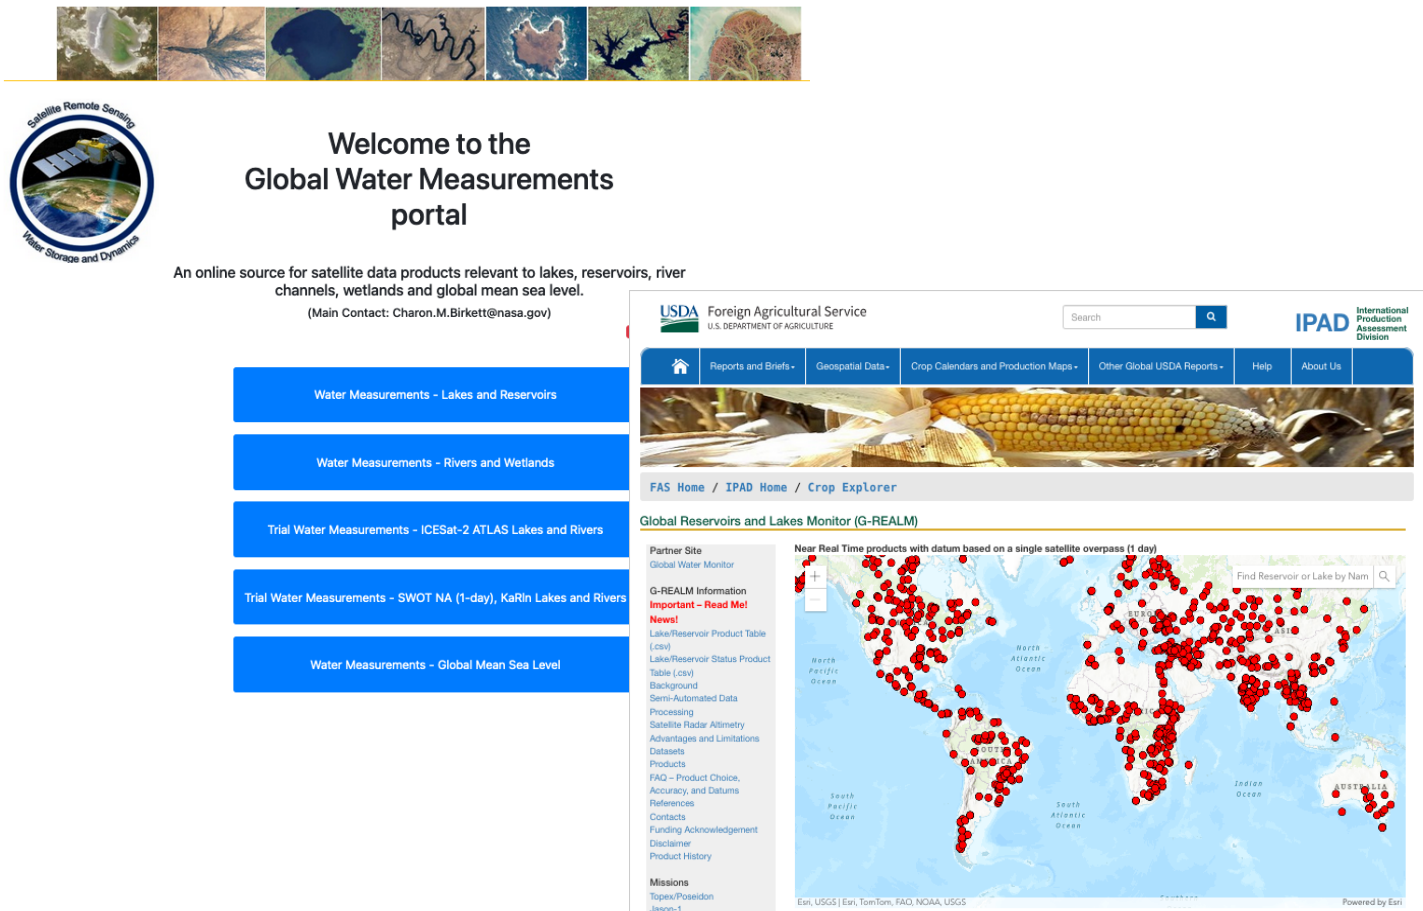 Satellite Remote Sensing
Water Storage and Dynamics
Welcome to the
Global Water Measurements
portal
An online source for satellite data products relevant to lakes, reservoirs, river
channels, wetlands and global mean sea level.
(Main Contact: Charon.M.Birkett@nasa.gov)
Water Measurements - Lakes and Reservoirs
Water Measurements - Rivers and Wetlands
Trial Water Measurements - ICESat-2 ATLAS Lakes and Rivers
Trial Water Measurements - SWOT NA (1-day), KaRIn Lakes and Rivers
Water Measurements - Global Mean Sea Level
USDA
Foreign Agricultural Service
U.S. DEPARTMENT OF AGRICULTURE
Search
IPAD
International
Production
Assessment
Division
Reports and Briefs
Geospatial Data
Crop Calendars and Production Maps
Other Global USDA Reports
Help
About Us
FAS Home / IPAD Home / Crop Explorer
Global Reservoirs and Lakes Monitor (G-REALM)
Partner Site
Global Water Monitor
G-REALM Information
Important – Read Me!
News!
Lake/Reservoir Product Table
(.csv)
Lake/Reservoir Status Product
Table (.csv)
Background
Semi-Automated Data
Processing
Satellite Radar Altimetry
Advantages and Limitations
Datasets
Products
FAQ – Product Choice,
Accuracy, and Datums
References
Contacts
Funding Acknowledgement
Disclaimer
Product History
Missions
Topex/Poseidon
Jason-1
Near Real Time products with datum based on a single satellite overpass (1 day)
+
−
Find Reservoir or Lake by Nam
North
Pacific
Ocean
North
Atlantic
Ocean
SOUTH
South
Pacific
Ocean
South
Atlantic
Ocean
Indian
Ocean
Esri, USGS | Esri, TomTom, FAO, NOAA, USGS
Powered by Esri